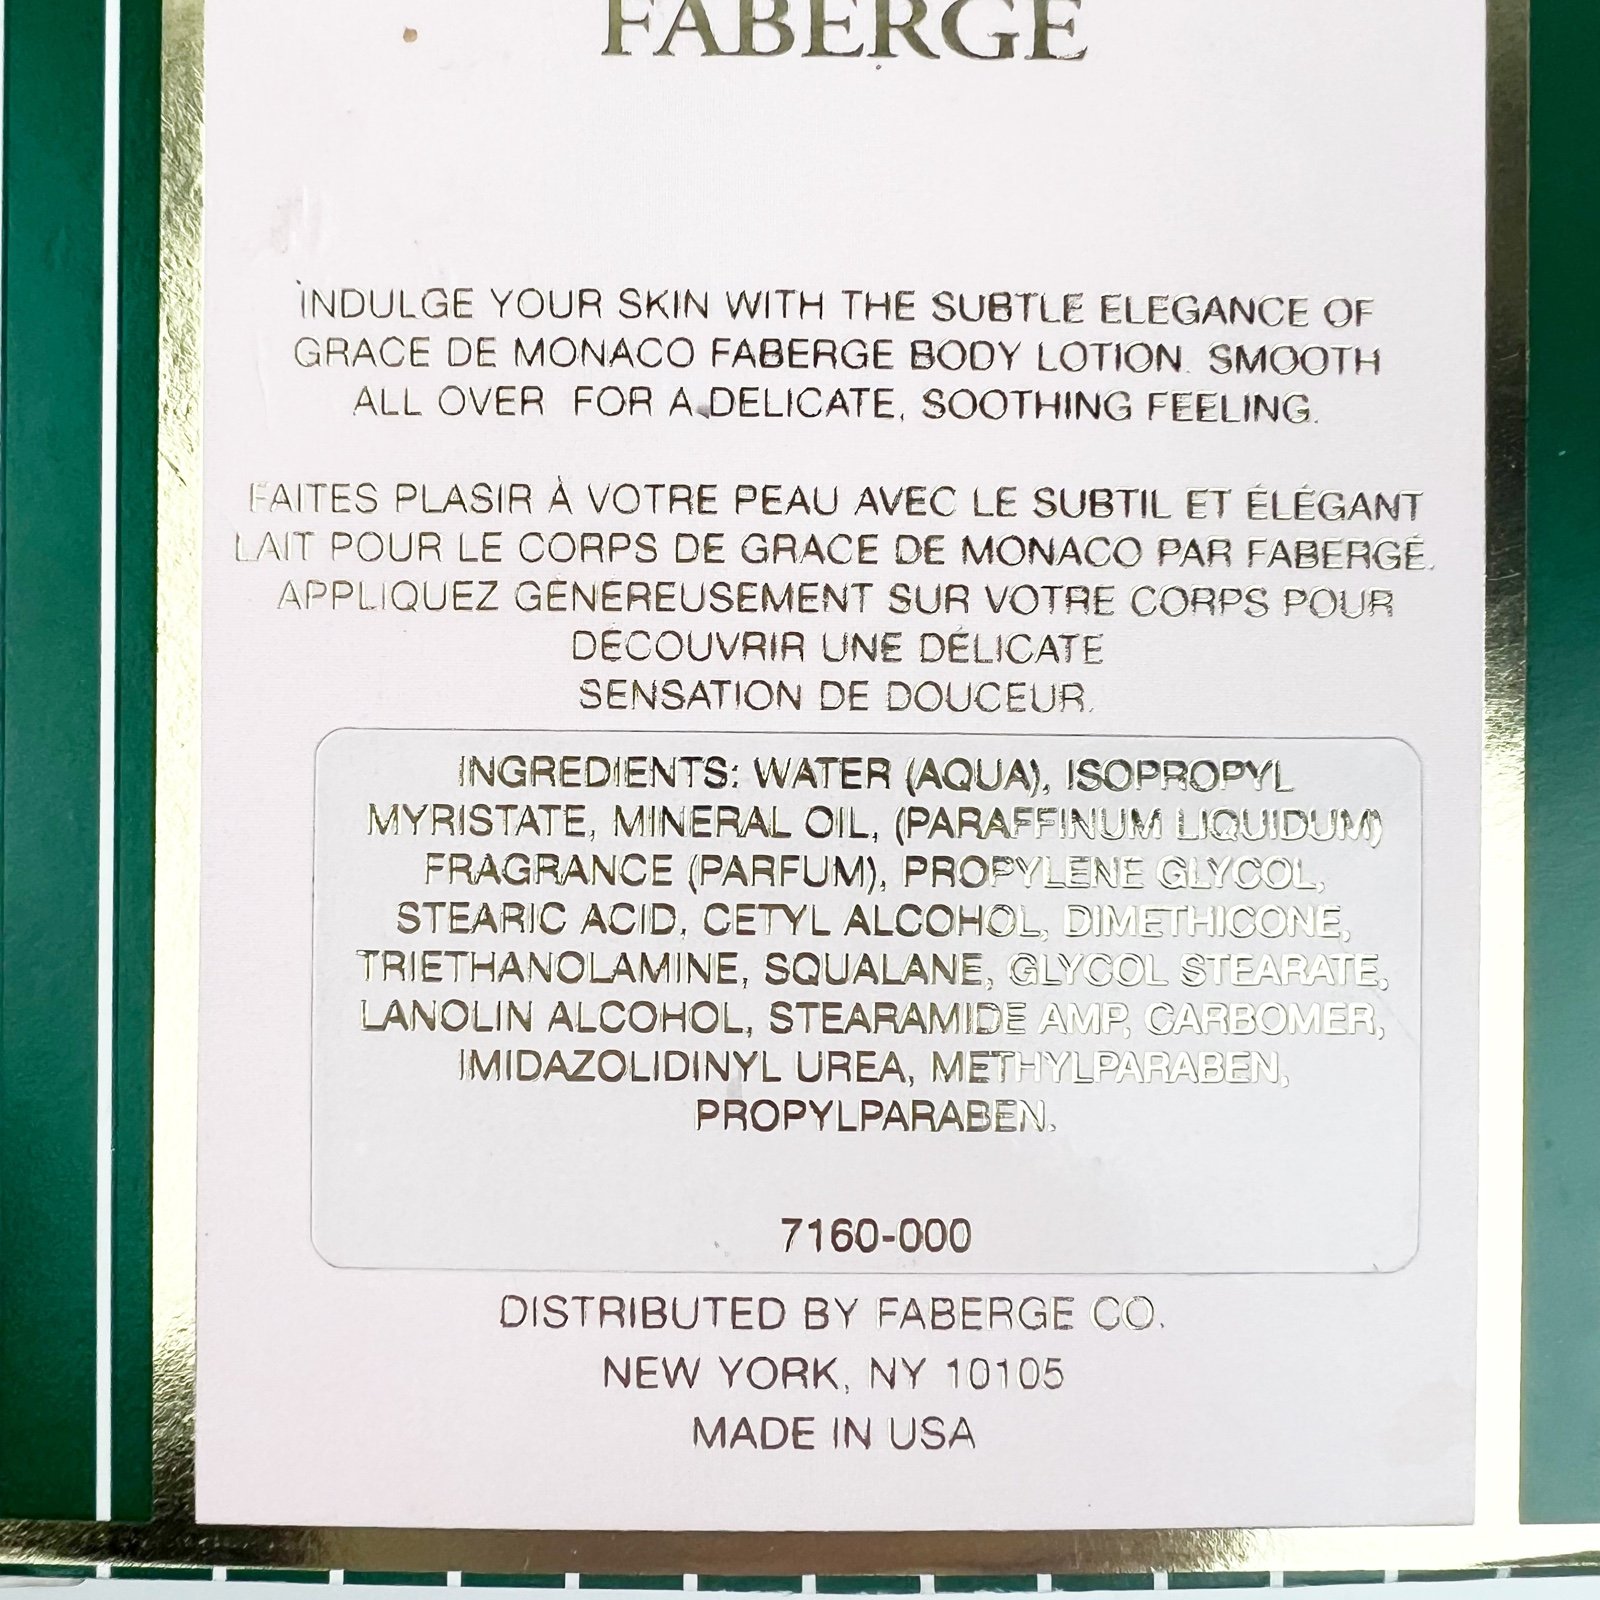 FABERGÉ
INDULGE YOUR SKIN WITH THE SUBTLE ELEGANCE OF
GRACE DE MONACO FABERGE BODY LOTION. SMOOTH
ALL OVER FOR A DELICATE, SOOTHING FEELING.
FAITES PLASIR À VOTRE PEAU AVEC LE SUBTIL ET ÉLÉGANT
LAIT POUR LE CORPS DE GRACE DE MONACO PAR FABERGÉ.
APPLIQUEZ GÉNÉREUSEMENT SUR VOTRE CORPS POUR
DÉCOUVRIR UNE DÉLICATE
SENSATION DE DOUCEUR.
INGREDIENTS: WATER (AQUA), ISOPROPYL
MYRISTATE, MINERAL OIL, (PARAFFINUM LIQUIDUM)
FRAGRANCE (PARFUM), PROPYLENE GLYCOL,
STEARIC ACID, CETYL ALCOHOL, DIMETHICONE,
TRIETHANOLAMINE, SQUALANE, GLYCOL STEARATE,
LANOLIN ALCOHOL, STEARAMIDE AMP, CARBOMER,
IMIDAZOLIDINYL UREA, METHYLPARABEN,
PROPYLPARABEN.
7160-000
DISTRIBUTED BY FABERGE CO.
NEW YORK, NY 10105
MADE IN USA